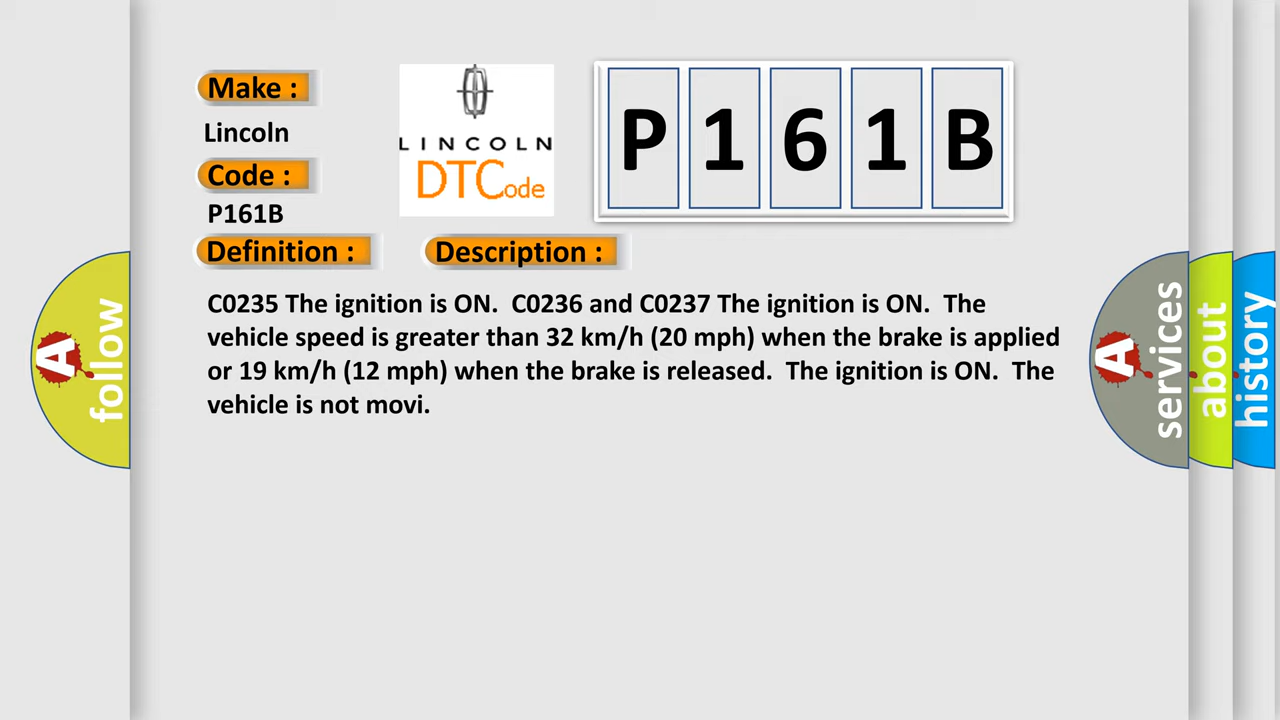 Make :
Lincoln
Code :
P161B
Definition :
Description :
LINCOLN
DTCode
P161B
C0235 The ignition is ON.  C0236 and C0237 The ignition is ON.  The
vehicle speed is greater than 32 km/h (20 mph) when the brake is applied
or 19 km/h (12 mph) when the brake is released.  The ignition is ON.  The
vehicle is not movi.
A follow
A services
about
history